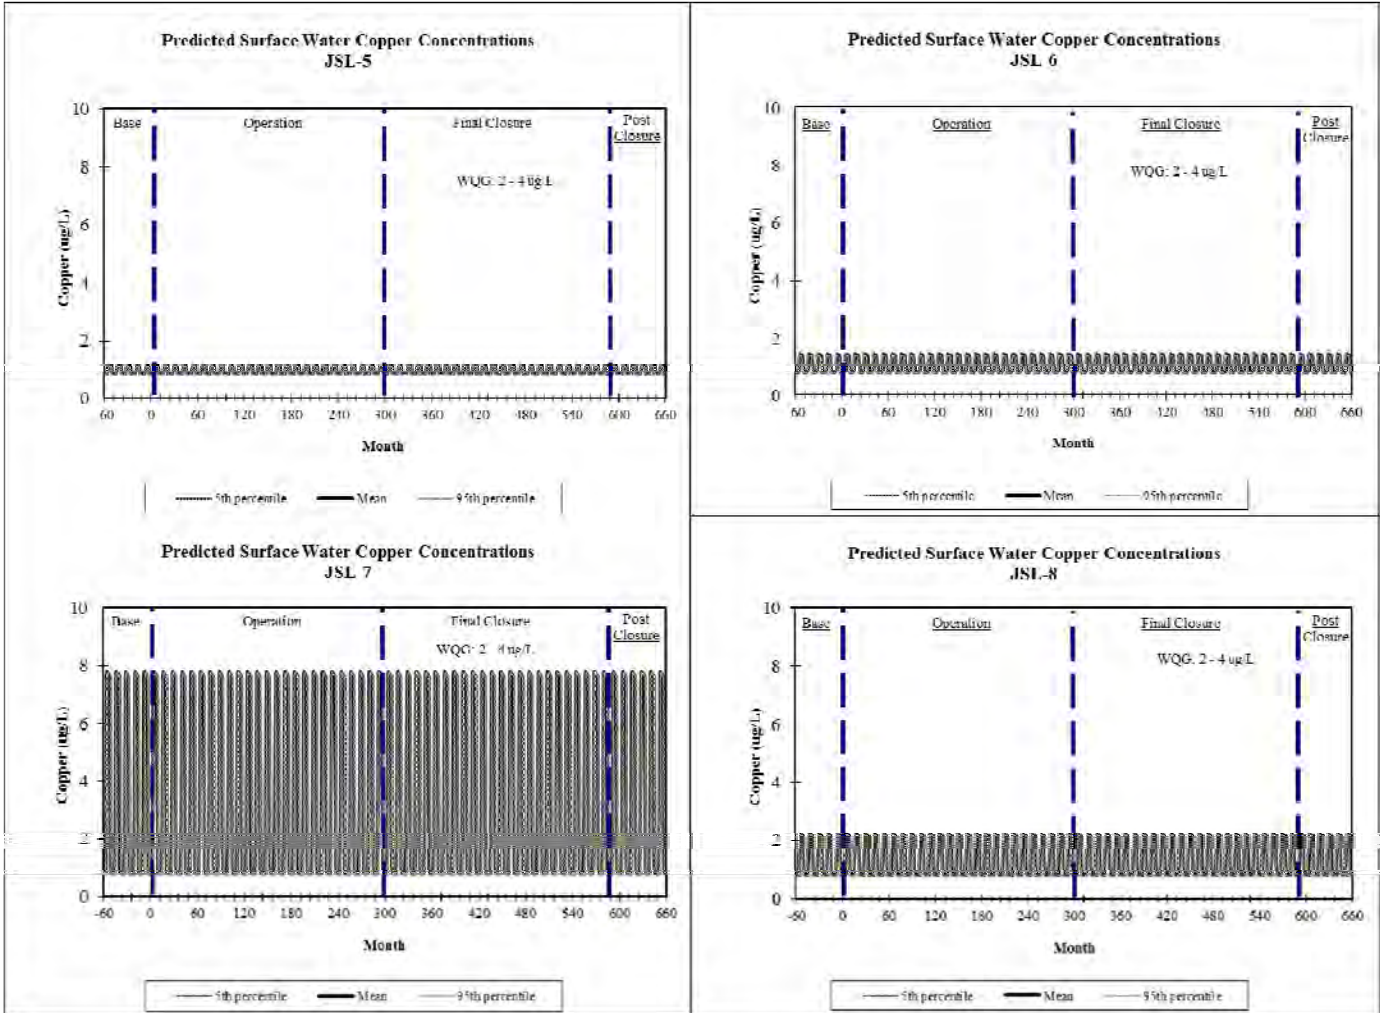 Predicted Surface Water Copper Concentrations
JSL-5
10
8
6
4
2
0
Copper (ug/L)
Base
Operation
Final Closure
Post
Closure
WQG: 2 - 4 ug/L
-60 0 60 120 180 240 300 360 420 480 540 600 660
Month
5th percentile Mean 95th percentile
Predicted Surface Water Copper Concentrations
JSL 6
10
8
6
4
2
0
Copper (ug/L)
Base
Operation
Final Closure
Post
Closure
WQG: 2 - 4 ug/L
60 0 60 120 180 240 300 360 420 480 540 600 660
Month
5th percentile Mean 95th percentile
Predicted Surface Water Copper Concentrations
JSL 7
10
8
6
4
2
0
Copper (ug/L)
Base
Operation
Final Closure
Post
Closure
WQG: 2 ug/L
-60 0 60 120 180 240 300 360 420 480 540 600 660
Month
5th percentile Mean 95th percentile
Predicted Surface Water Copper Concentrations
JSL-8
10
8
6
4
2
0
Copper (ug/L)
Base
Operation
Final Closure
Post
Closure
WQG: 2 - 4 ug/L
-60 0 60 120 180 240 300 360 420 480 540 600 660
Month
5th percentile Mean 95th percentile